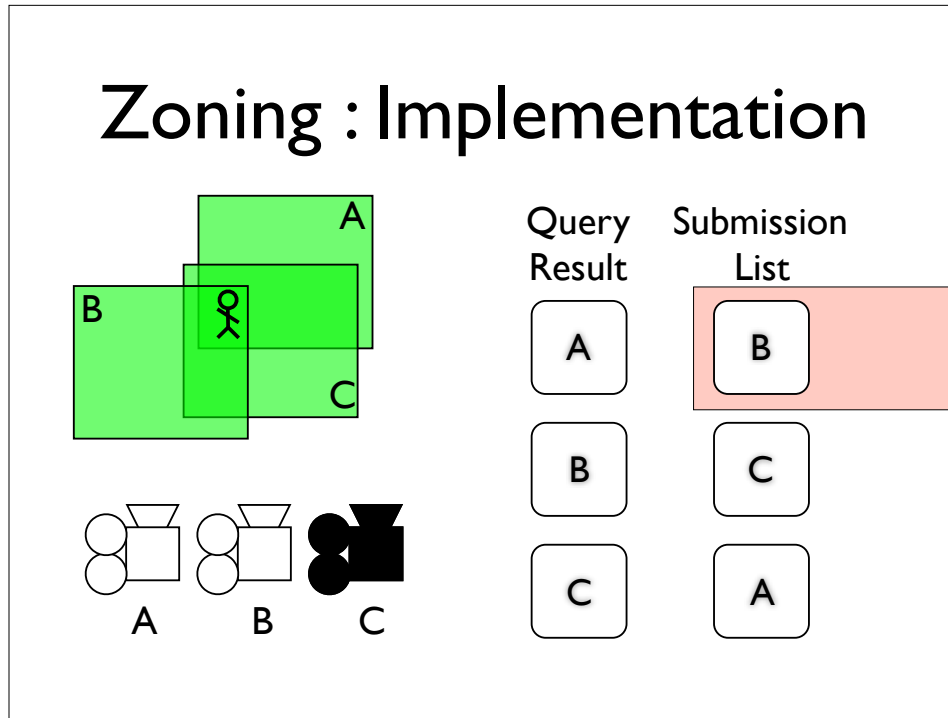 Zoning : Implementation
A
B
C
A
B
C
Query
Result
A
B
C
Submission
List
B
C
A